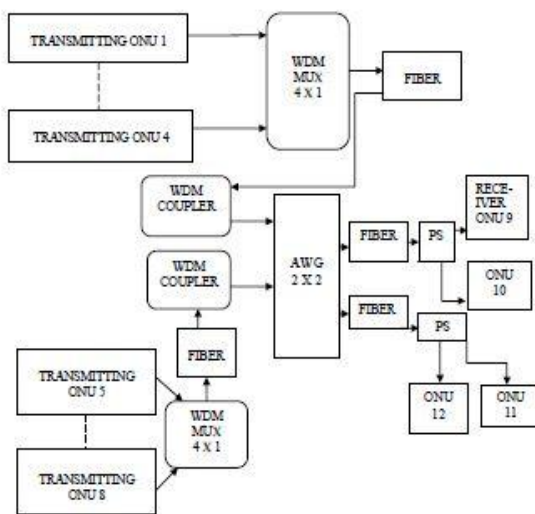 TRANSMITTING ONU 1
WDM
MUX
4 X 1
FIBER
TRANSMITTING ONU 4
WDM
COUPLER
RECE-
IVER
ONU 9
AWG
2 X 2
FIBER
PS
WDM
COUPLER
ONU
10
FIBER
PS
FIBER
TRANSMITTING
ONU 5
WDM
MUX
4 X 1
ONU
12
ONU
11
TRANSMITTING
ONU 8